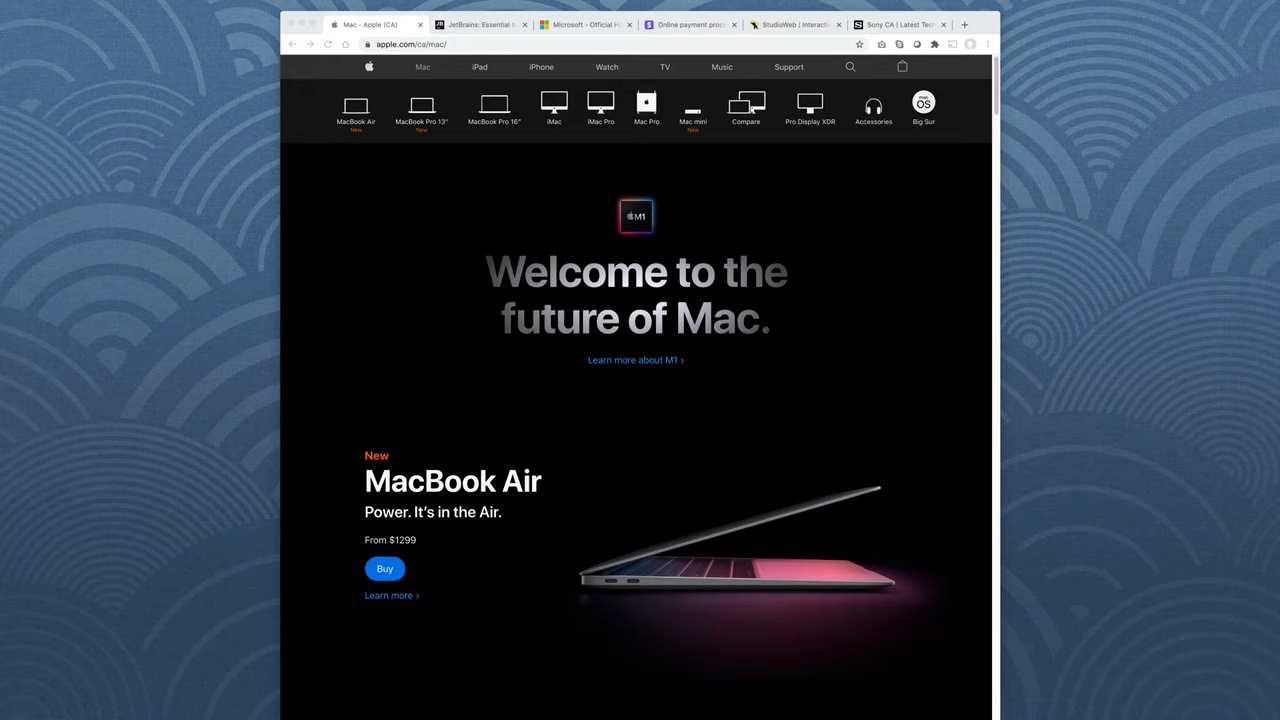 Mac - Apple (CA)
JetBrains: Essential t
Microsoft - Official H
Online payment proc
StudioWeb | Interacti
Sony CA | Latest Tech
apple.com/ca/mac/
Mac
iPad
iPhone
Watch
TV
Music
Support
MacBook Air
New
MacBook Pro 13"
New
MacBook Pro 16"
iMac
iMac Pro
Mac Pro
Mac mini
New
Compare
Pro Display XDR
Accessories
mac
OS
Big Sur
M1
Welcome to the
future of Mac.
Learn more about M1 >
New
MacBook Air
Power. It’s in the Air.
From $1299
Buy
Learn more >